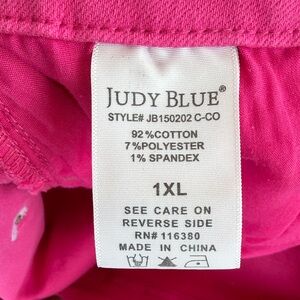 JUDY BLUE®
STYLE# JB150202 C-CO
92%COTTON
7%POLYESTER
1% SPANDEX
1XL
SEE CARE ON
REVERSE SIDE
RN# 116380
MADE IN CHINA